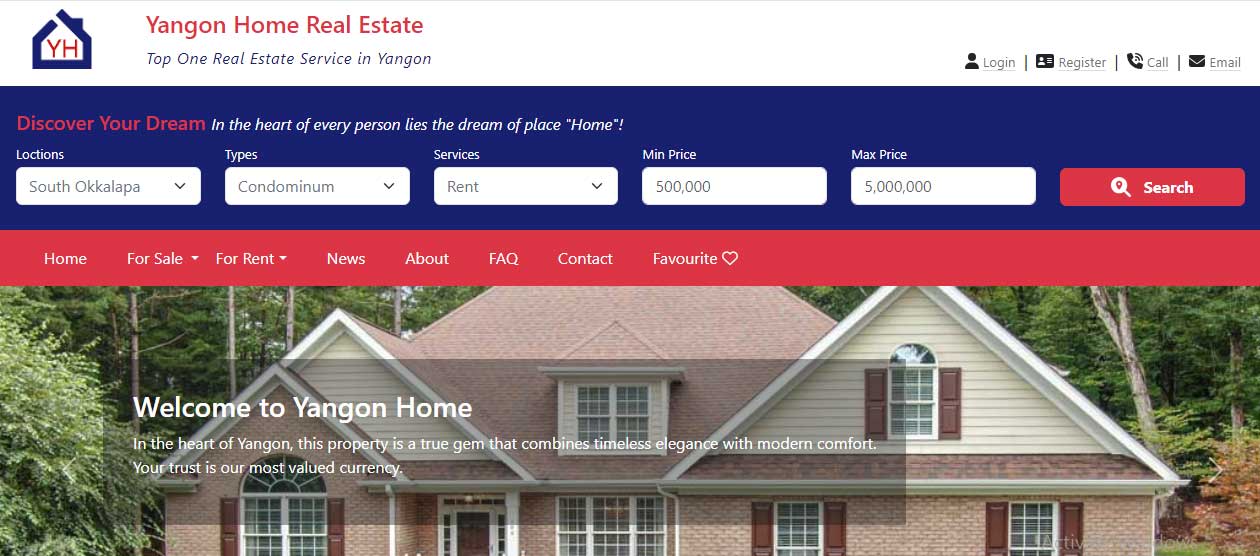 YH
Yangon Home Real Estate
Top One Real Estate Service in Yangon
Login | Register | Call | Email
Discover Your Dream In the heart of every person lies the dream of place "Home"!
Loctions Types Services Min Price Max Price
South Okkalapa Condominum Rent 500,000 5,000,000 Search
Home For Sale For Rent News About FAQ Contact Favourite
Welcome to Yangon Home
In the heart of Yangon, this property is a true gem that combines timeless elegance with modern comfort.
Your trust is our most valued currency.